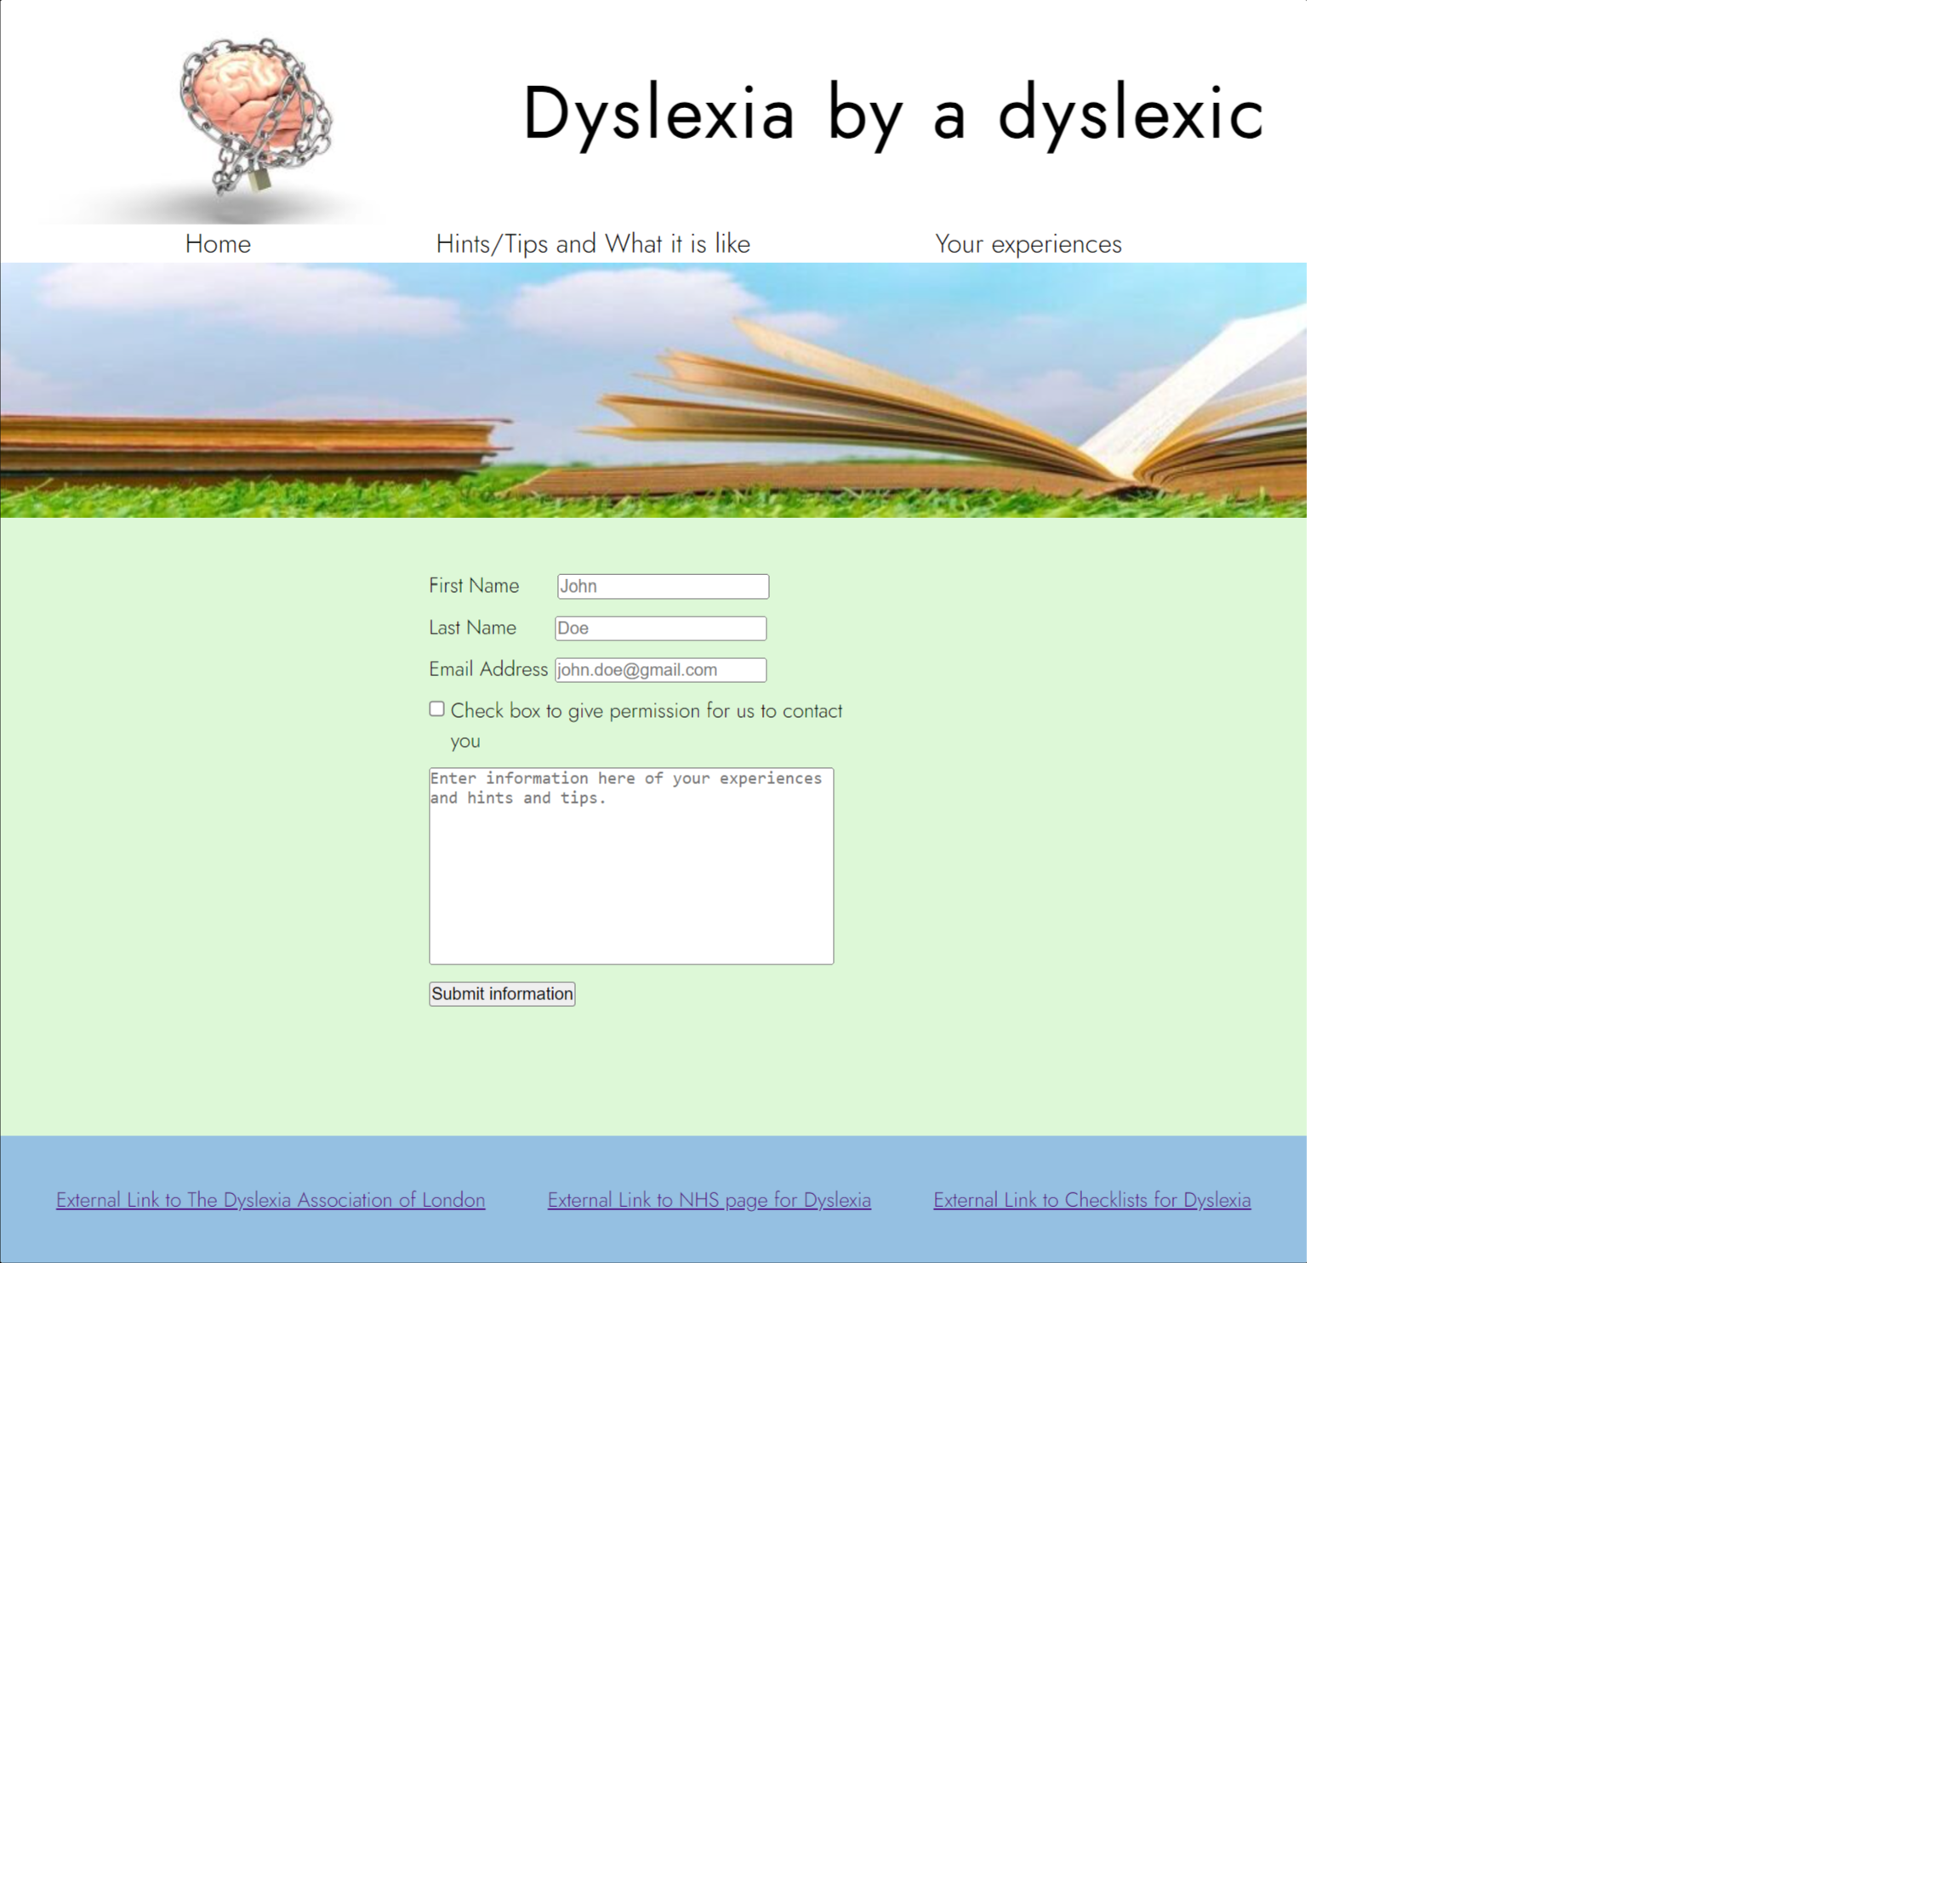 Dyslexia by a dyslexic
Home
Hints/Tips and What it is like
Your experiences
First Name
John
Last Name
Doe
Email Address
john.doe@gmail.com
Check box to give permission for us to contact
you
Enter information here of your experiences
and hints and tips.
Submit information
External Link to The Dyslexia Association of London
External Link to NHS page for Dyslexia
External Link to Checklists for Dyslexia